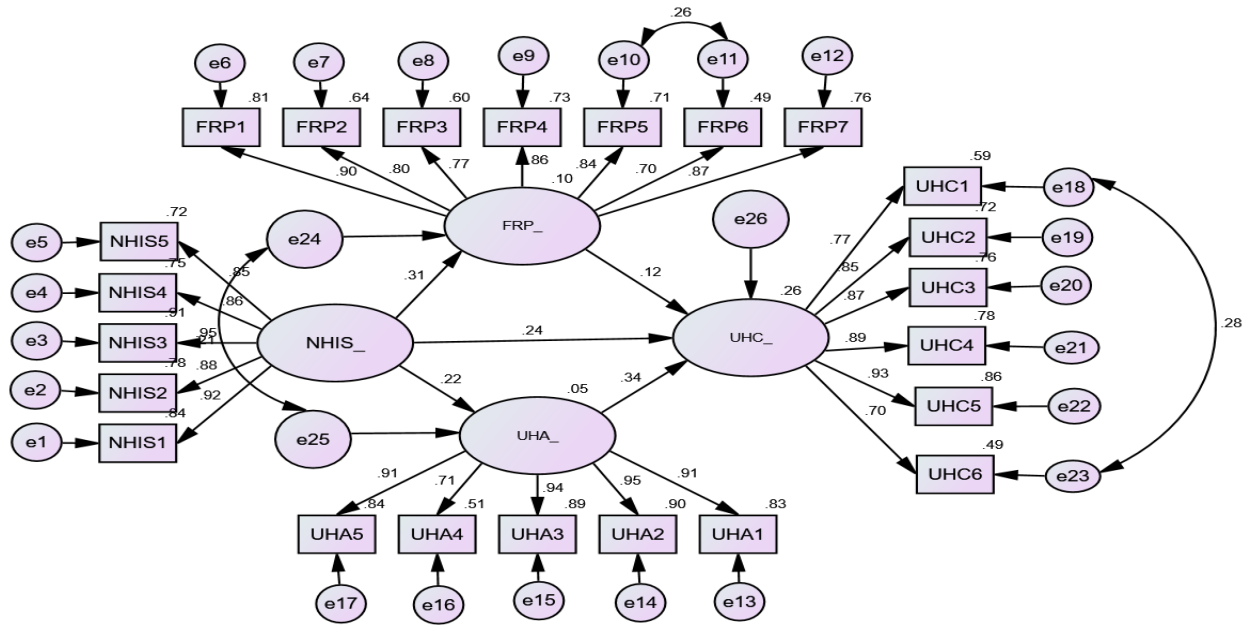 .26
e6 e7 e8 e9 e10 e11 e12
.81 .64 .60 .73 .71 .49 .76
FRP1 FRP2 FRP3 FRP4 FRP5 FRP6 FRP7
.90 .80 .77 .86 .84 .70 .87
.10
FRP_
.59
UHC1 e18
.72
UHC2 e19
.76
UHC3 e20
.78
UHC4 e21
.86
UHC5 e22
.49
UHC6 e23
.28
.77
.85
.87
.89
.93
.70
e26
.26
UHC_
e24
.72
e5 NHIS5
.75
e4 NHIS4
.91
e3 NHIS3
.78
e2 NHIS2
.84
e1 NHIS1
.85
.86
.95
.21
.88
.92
NHIS_
.31
.12
.24
.22
.34
e25
.05
UHA_
.91 .71 .94 .95 .91
.84 .51 .89 .90 .83
UHA5 UHA4 UHA3 UHA2 UHA1
e17 e16 e15 e14 e13